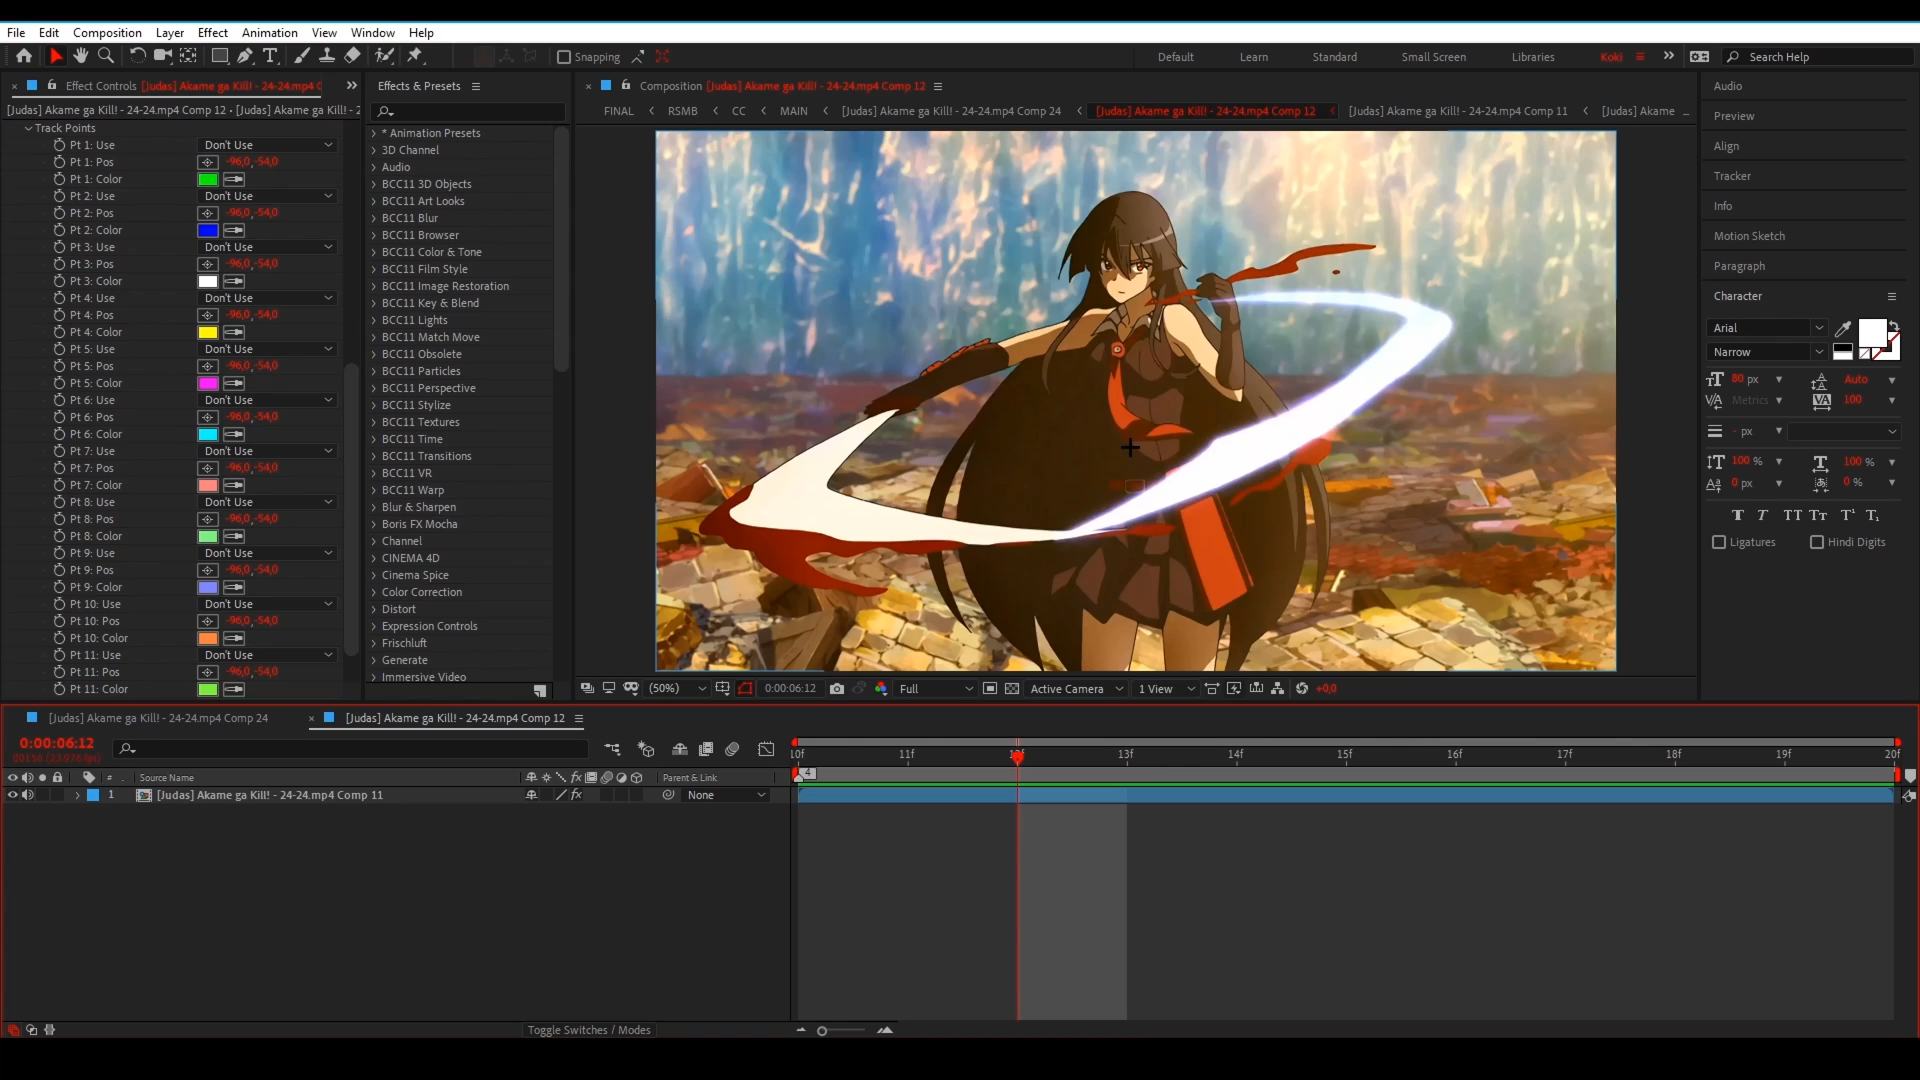 File Edit Composition Layer Effect Animation View Window Help
Snapping
Default Learn Standard Small Screen Libraries Koki Search Help
Effect Controls [Judas] Akame ga Kill! - 24-24.mp4 C
[Judas] Akame ga Kill! - 24-24.mp4 Comp 12 • [Judas] Akame ga Kill! - 2
Track Points
Pt 1: Use Don't Use
Pt 1: Pos -96,0,-54,0
Pt 1: Color
Pt 2: Use Don't Use
Pt 2: Pos -96,0,-54,0
Pt 2: Color
Pt 3: Use Don't Use
Pt 3: Pos -96,0,-54,0
Pt 3: Color
Pt 4: Use Don't Use
Pt 4: Pos -96,0,-54,0
Pt 4: Color
Pt 5: Use Don't Use
Pt 5: Pos -96,0,-54,0
Pt 5: Color
Pt 6: Use Don't Use
Pt 6: Pos -96,0,-54,0
Pt 6: Color
Pt 7: Use Don't Use
Pt 7: Pos -96,0,-54,0
Pt 7: Color
Pt 8: Use Don't Use
Pt 8: Pos -96,0,-54,0
Pt 8: Color
Pt 9: Use Don't Use
Pt 9: Pos -96,0,-54,0
Pt 9: Color
Pt 10: Use Don't Use
Pt 10: Pos -96,0,-54,0
Pt 10: Color
Pt 11: Use Don't Use
Pt 11: Pos -96,0,-54,0
Pt 11: Color
Effects & Presets
* Animation Presets
3D Channel
Audio
BCC11 3D Objects
BCC11 Art Looks
BCC11 Blur
BCC11 Browser
BCC11 Color & Tone
BCC11 Film Style
BCC11 Image Restoration
BCC11 Key & Blend
BCC11 Lights
BCC11 Match Move
BCC11 Obsolete
BCC11 Particles
BCC11 Perspective
BCC11 Stylize
BCC11 Textures
BCC11 Time
BCC11 Transitions
BCC11 VR
BCC11 Warp
Blur & Sharpen
Boris FX Mocha
Channel
CINEMA 4D
Cinema Spice
Color Correction
Distort
Expression Controls
Frischluft
Generate
Immersive Video
Composition [Judas] Akame ga Kill! - 24-24.mp4 Comp 12
FINAL RSMB CC MAIN [Judas] Akame ga Kill! - 24-24.mp4 Comp 24 [Judas] Akame ga Kill! - 24-24.mp4 Comp 12 [Judas] Akame ga Kill! - 24-24.mp4 Comp 11 [Judas] Akame ...
(50%) 0:00:06:12 Full Active Camera 1 View +0,0
Audio
Preview
Align
Tracker
Info
Motion Sketch
Paragraph
Character
Arial
Narrow
80 px Auto
Metrics 100
- px
100 % 100 %
0 px 0 %
T T TT Tt T¹ T₁
Ligatures Hindi Digits
[Judas] Akame ga Kill! - 24-24.mp4 Comp 24 [Judas] Akame ga Kill! - 24-24.mp4 Comp 12
0:00:06:12
# Source Name fx Parent & Link
1 [Judas] Akame ga Kill! - 24-24.mp4 Comp 11 fx None
10f 11f 12f 13f 14f 15f 16f 17f 18f 19f 20f
4
Toggle Switches / Modes